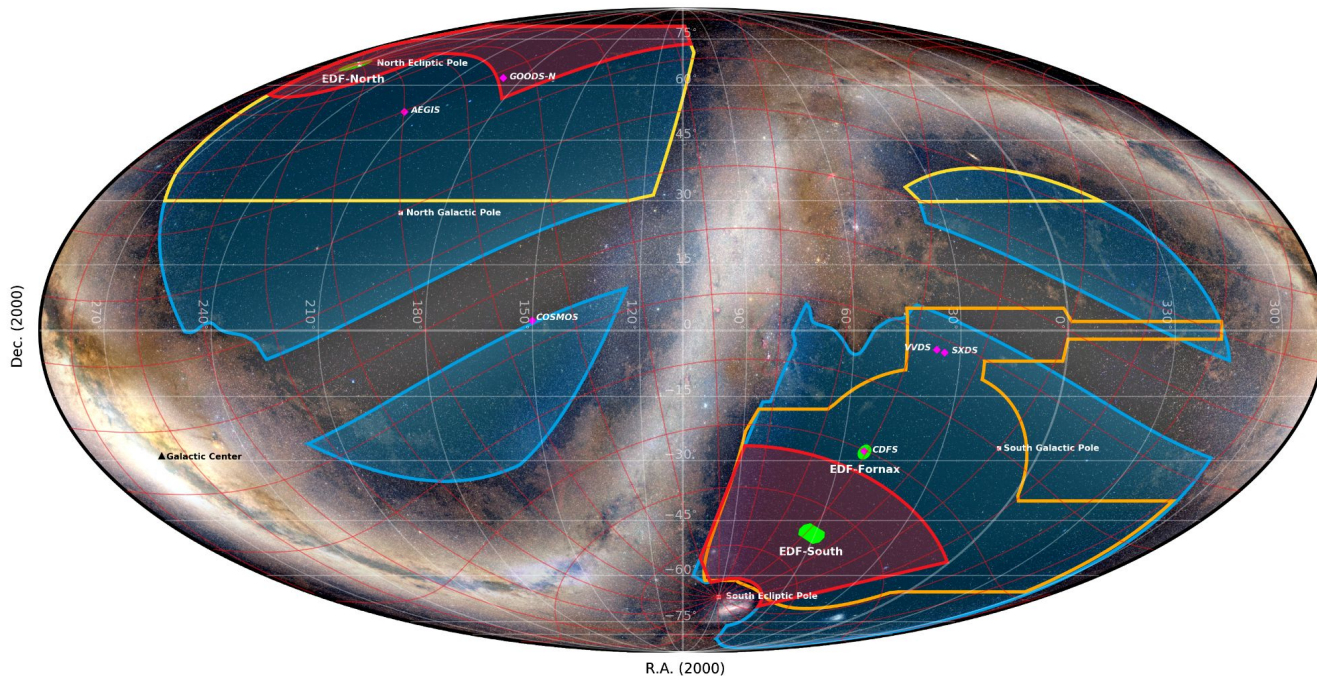 75°
North Ecliptic Pole
EDF-North
GOODS-N
60
AEGIS
45
30°
North Galactic Pole
15
270
240
210
180
150°
120
90
60
30
0°
330
300
0
COSMOS
VVDS
SXDS
Dec. (2000)
−15
Galactic Center
CDFS
South Galactic Pole
−30
EDF-Fornax
−45
EDF-South
−60
South Ecliptic Pole
−75°
R.A. (2000)